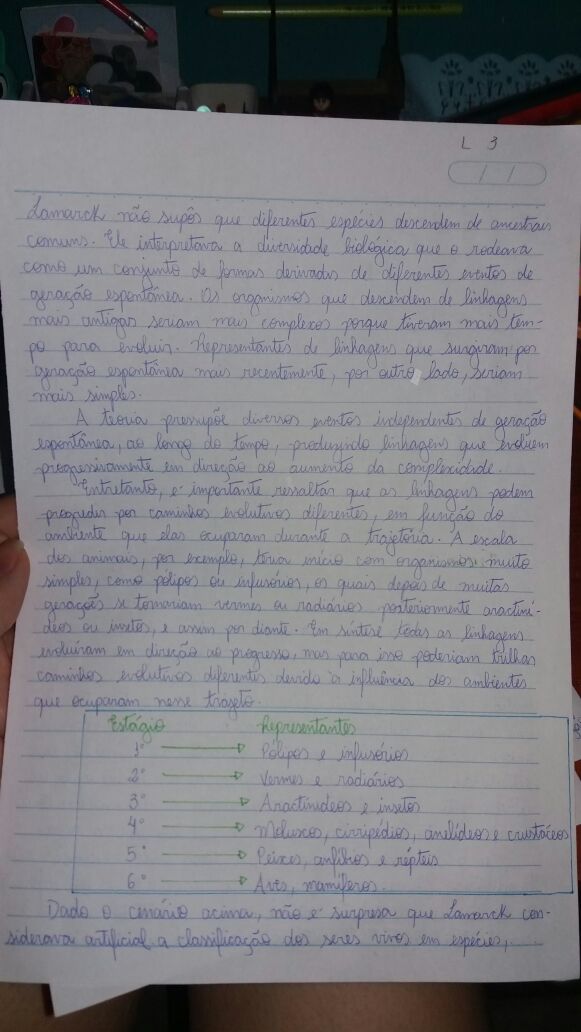 L 3
/ /
Lamarck não supôs que diferentes espécies descendem de ancestrais
comuns. Ele interpretava a diversidade biológica que o rodeava
como um conjunto de formas derivadas de diferentes eventos de
geração espontânea. Os organismos que descendem de linhagens
mais antigas seriam mais complexos porque tiveram mais tem-
po para evoluir. Representantes de linhagens que surgiram por
geração espontânea mais recentemente, por outro lado, seriam
mais simples.
A teoria pressupõe diversos eventos independentes de geração
espontânea, ao longo do tempo, produzindo linhagens que evoluem
progressivamente em direção ao aumento da complexidade.
Entretanto, é importante ressaltar que as linhagens podem
progredir por caminhos evolutivos diferentes, em função do
ambiente que elas ocuparam durante a trajetória. A escala
dos animais, por exemplo, teria início com organismos muito
simples, como pólipos ou infusórios, os quais depois de muitas
gerações se tornariam vermes ou radiários posteriormente aractiní-
deos ou insetos, e assim por diante. Em síntese todas as linhagens
evoluíram em direção ao progresso, mas para isso poderiam trilhar
caminhos evolutivos diferentes devido à influência dos ambientes
que ocuparam nesse trajeto.
Estágio Representantes
1° → Pólipos e infusórios
2° → Vermes e radiários
3° → Aractinídeos e insetos
4° → Moluscos, cirripédios, anelídeos e crustáceos
5° → Peixes, anfíbios e répteis
6° → Aves, mamíferos.
Dado o cenário acima, não é surpresa que Lamarck con-
siderava artificial a classificação dos seres vivos em espécies, ...